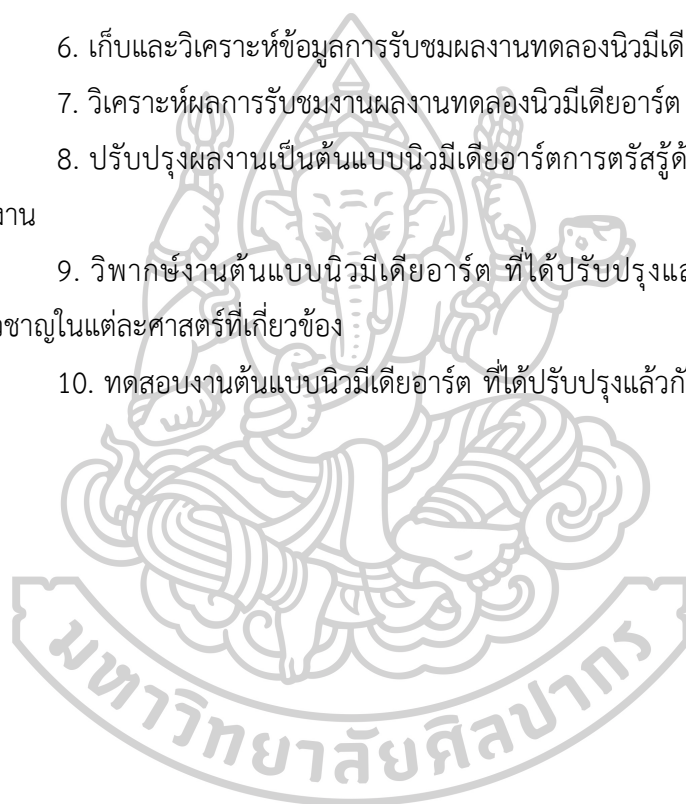 6. เก็บและวิเคราะห์ข้อมูลการรับชมผลงานทดลองนิวมีเดี
7. วิเคราะห์ผลการรับชมงานผลงานทดลองนิวมีเดียอาร์ต
8. ปรับปรุงผลงานเป็นต้นแบบนิวมีเดียอาร์ตการตรัสรู้ด้
งาน
9. วิพากษ์งานต้นแบบนิวมีเดียอาร์ต ที่ได้ปรับปรุงแล
วชาญในแต่ละศาสตร์ที่เกี่ยวข้อง
10. ทดสอบงานต้นแบบนิวมีเดียอาร์ต ที่ได้ปรับปรุงแล้วกั
มหาวิทยาลัยศิลปากร